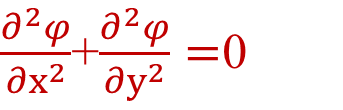 ∂²φ/∂x² + ∂²φ/∂y² = 0